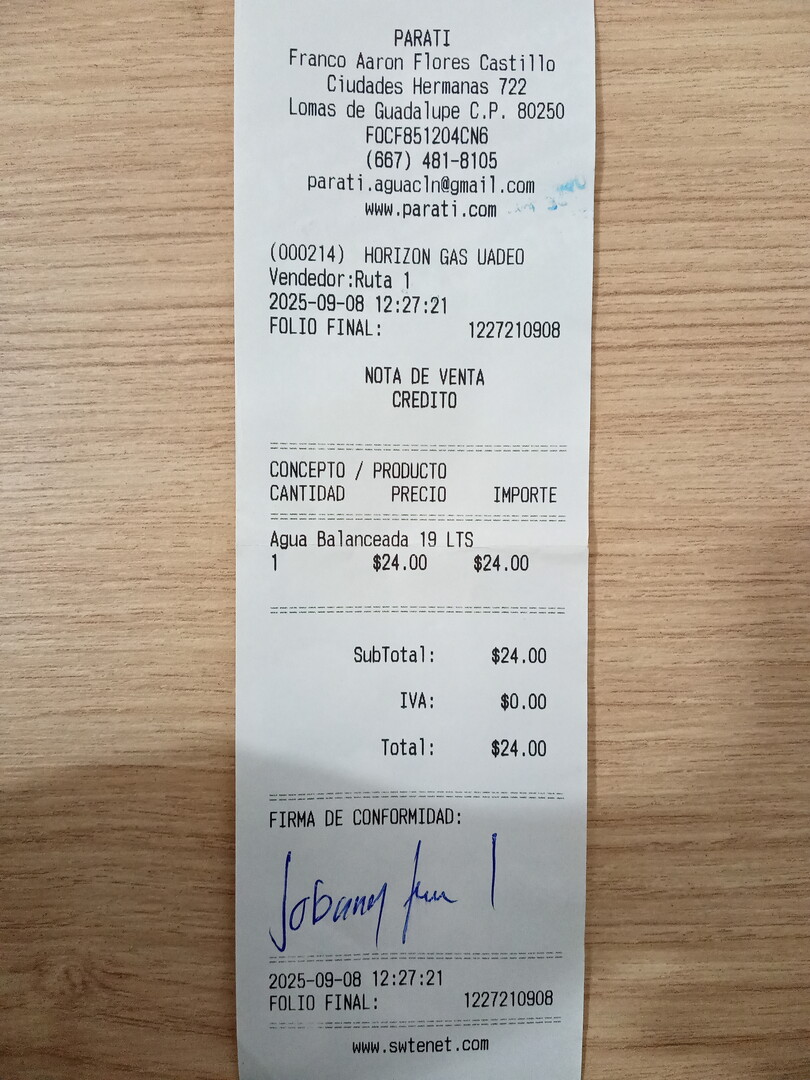 PARATI
Franco Aaron Flores Castillo
Ciudades Hermanas 722
Lomas de Guadalupe C.P. 80250
FOCF851204CN6
(667) 481-8105
parati.aguacln@gmail.com
www.parati.com
(000214) HORIZON GAS UADEO
Vendedor:Ruta 1
2025-09-08 12:27:21
FOLIO FINAL: 1227210908
NOTA DE VENTA
CREDITO
CONCEPTO / PRODUCTO
CANTIDAD PRECIO IMPORTE
Agua Balanceada 19 LTS
1 $24.00 $24.00
SubTotal: $24.00
IVA: $0.00
Total: $24.00
FIRMA DE CONFORMIDAD:
2025-09-08 12:27:21
FOLIO FINAL: 1227210908
www.swtenet.com